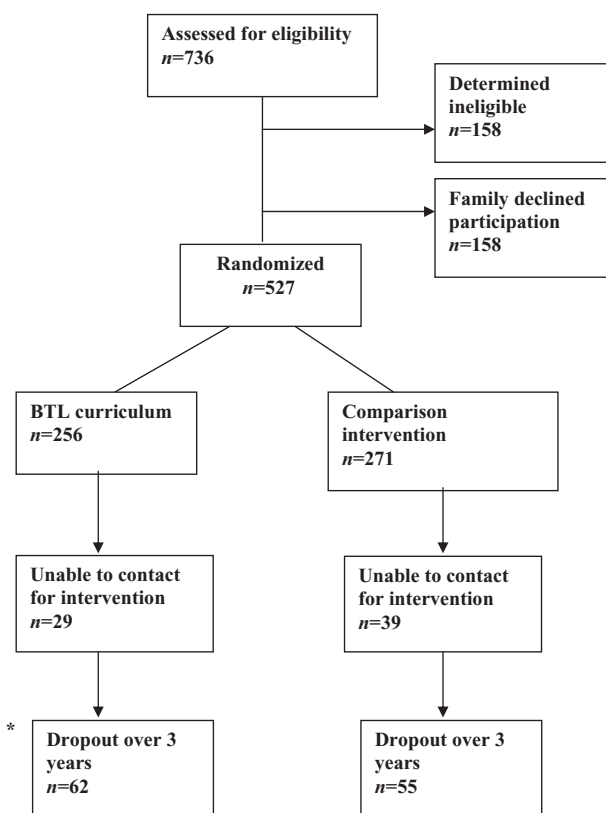 Assessed for eligibility
n=736
Determined
ineligible
n=158
Family declined
participation
n=158
Randomized
n=527
BTL curriculum
n=256
Comparison
intervention
n=271
Unable to contact
for intervention
n=29
Unable to contact
for intervention
n=39
*
Dropout over 3
years
n=62
Dropout over 3
years
n=55